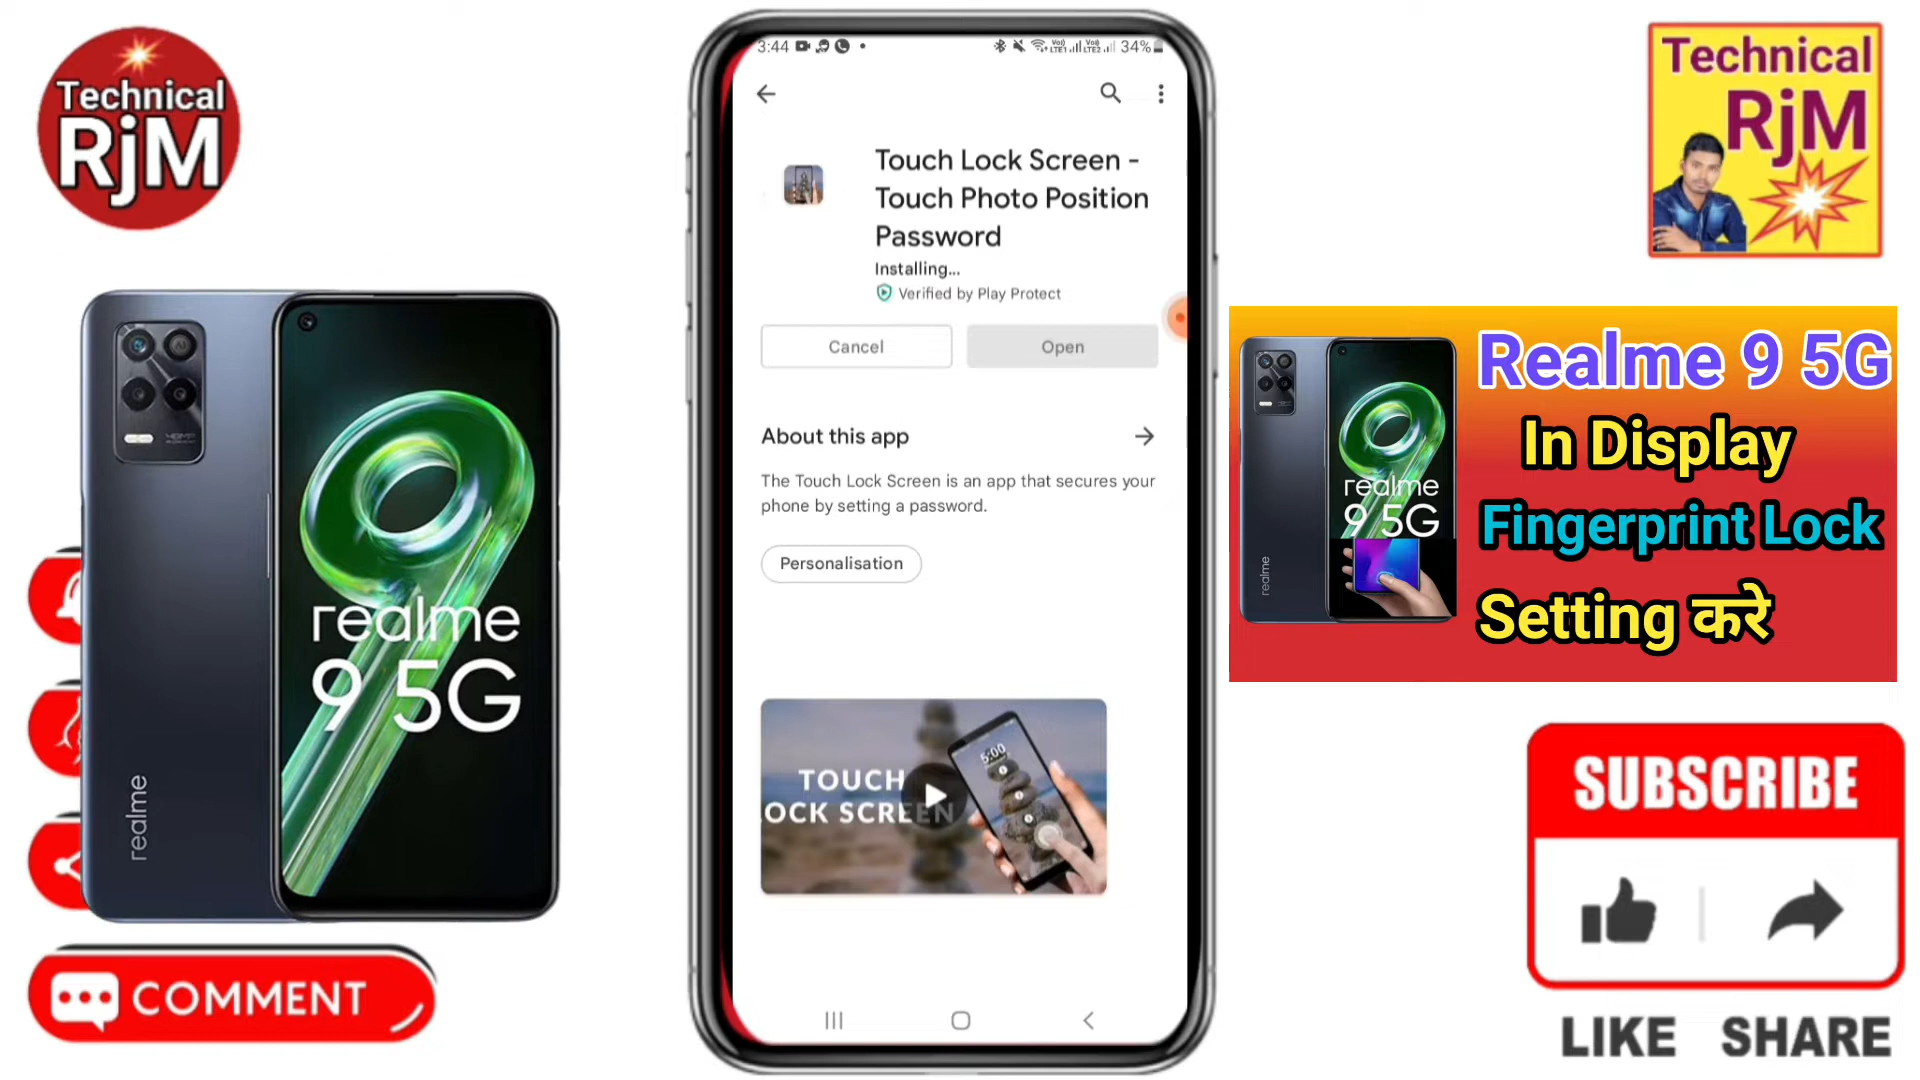 Technical
RjM
realme
realme
9 5G
COMMENT
3:44
34%
Touch Lock Screen -
Touch Photo Position
Password
Installing...
Verified by Play Protect
Cancel
Open
About this app
The Touch Lock Screen is an app that secures your
phone by setting a password.
Personalisation
TOUCH
LOCK SCREEN
5:00
Technical
RjM
Realme 9 5G
In Display
Fingerprint Lock
Setting करे
realme
9 5G
realme
SUBSCRIBE
LIKE SHARE